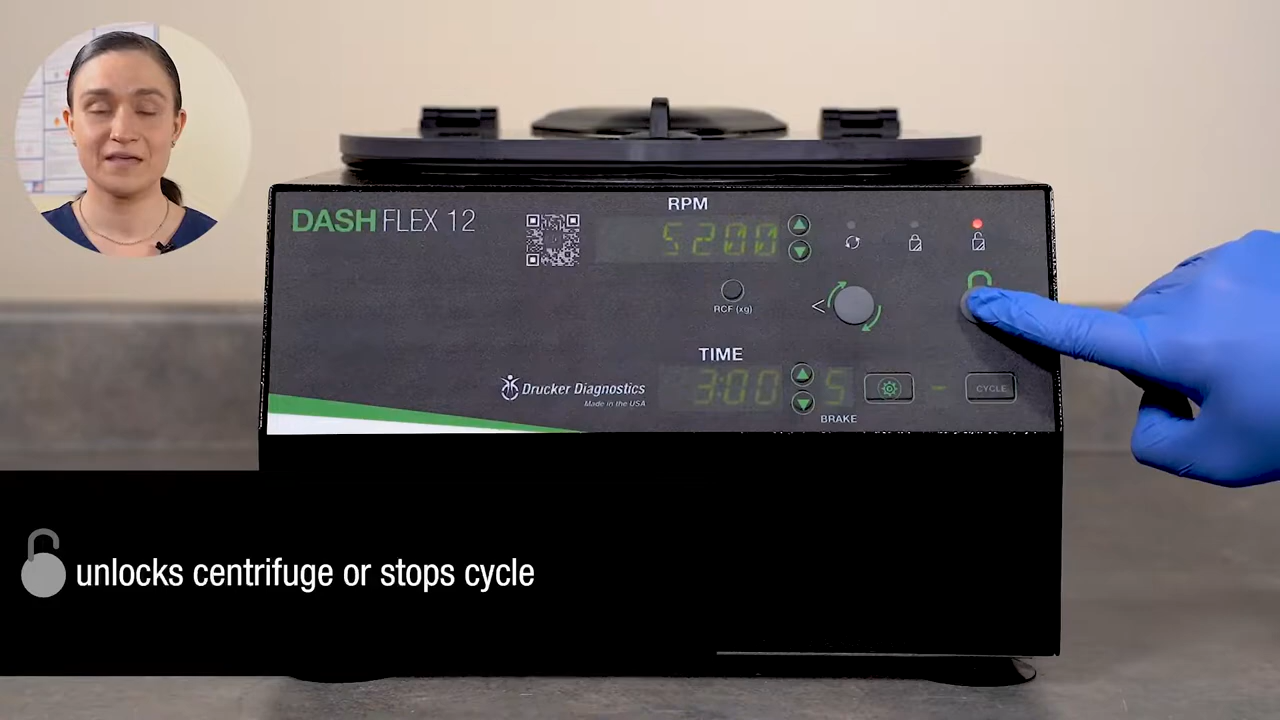 DASH FLEX 12
RPM
5200
RCF (xg)
<
TIME
3:00
5
-
CYCLE
BRAKE
Drucker Diagnostics
Made in the USA
unlocks centrifuge or stops cycle